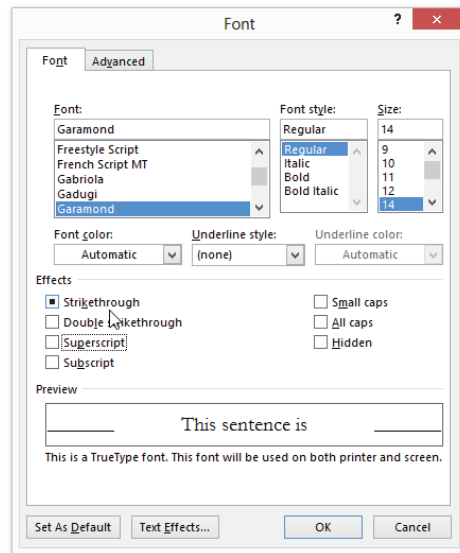 Font ?
Font Advanced
Font: Font style: Size:
Garamond Regular 14
Freestyle Script Regular 9
French Script MT Italic 10
Gabriola Bold 11
Gadugi Bold Italic 12
Garamond 14
Font color: Underline style: Underline color:
Automatic (none) Automatic
Effects
Strikethrough Small caps
Double strikethrough All caps
Superscript Hidden
Subscript
Preview
This sentence is
This is a TrueType font. This font will be used on both printer and screen.
Set As Default Text Effects... OK Cancel